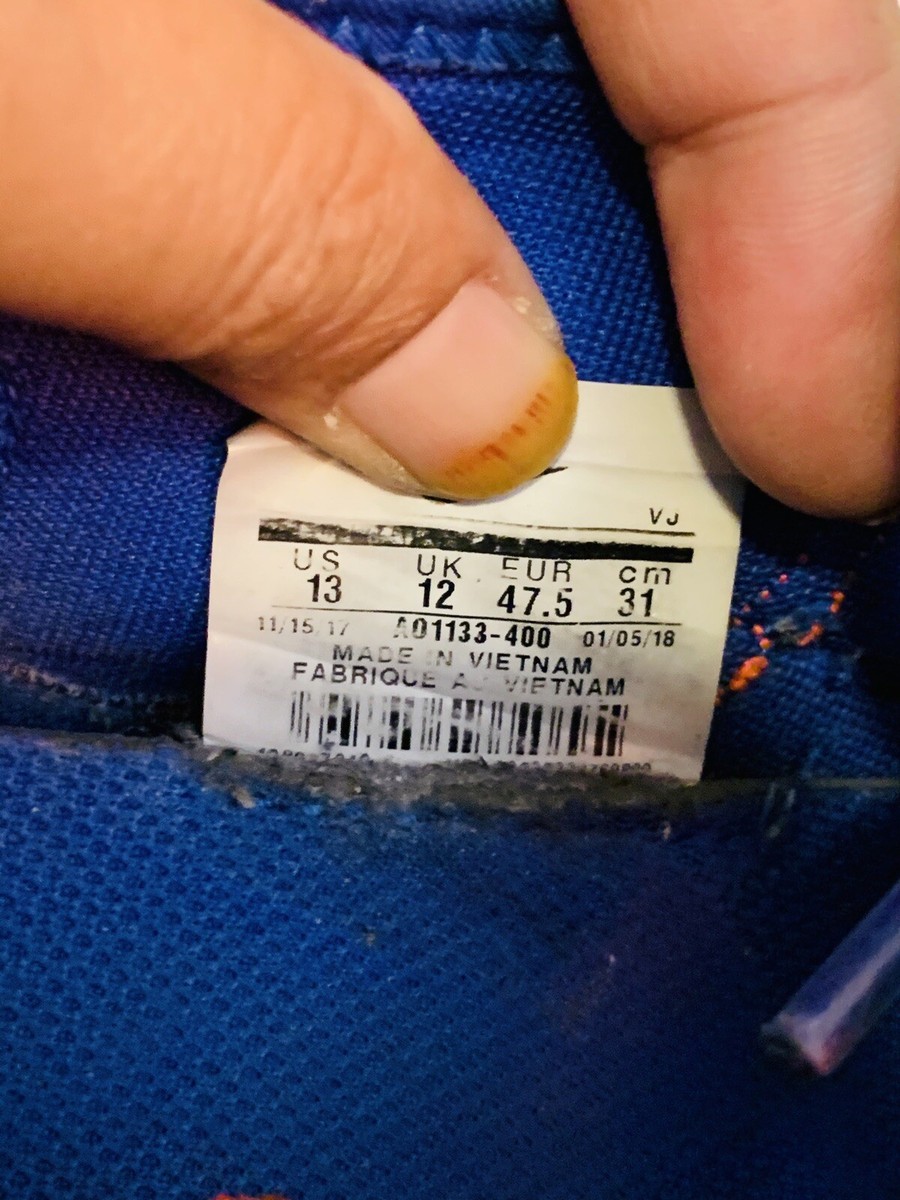 VJ
US UK EUR cm
13 12 47.5 31
11/15/17 AO1133-400 01/05/18
MADE IN VIETNAM
FABRIQUE AU VIETNAM